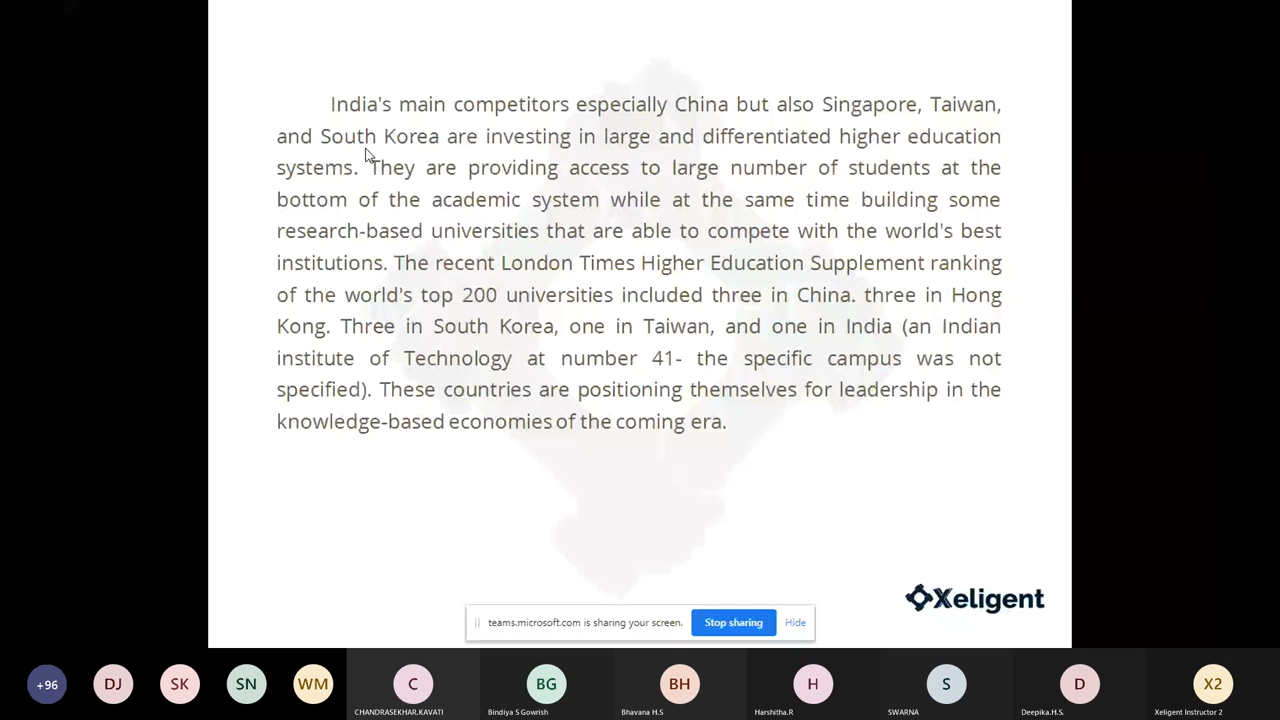 India's main competitors especially China but also Singapore, Taiwan,
and South Korea are investing in large and differentiated higher education
systems. They are providing access to large number of students at the
bottom of the academic system while at the same time building some
research-based universities that are able to compete with the world's best
institutions. The recent London Times Higher Education Supplement ranking
of the world's top 200 universities included three in China. three in Hong
Kong. Three in South Korea, one in Taiwan, and one in India (an Indian
institute of Technology at number 41- the specific campus was not
specified). These countries are positioning themselves for leadership in the
knowledge-based economies of the coming era.
Xeligent
teams.microsoft.com is sharing your screen. Stop sharing Hide
+96 DJ SK SN WM C BG BH H S D X2
CHANDRASEKHAR.KAVATI Bindiya S Gowrish Bhavana H.S Harshitha.R SWARNA Deepika.H.S. Xeligent Instructor 2